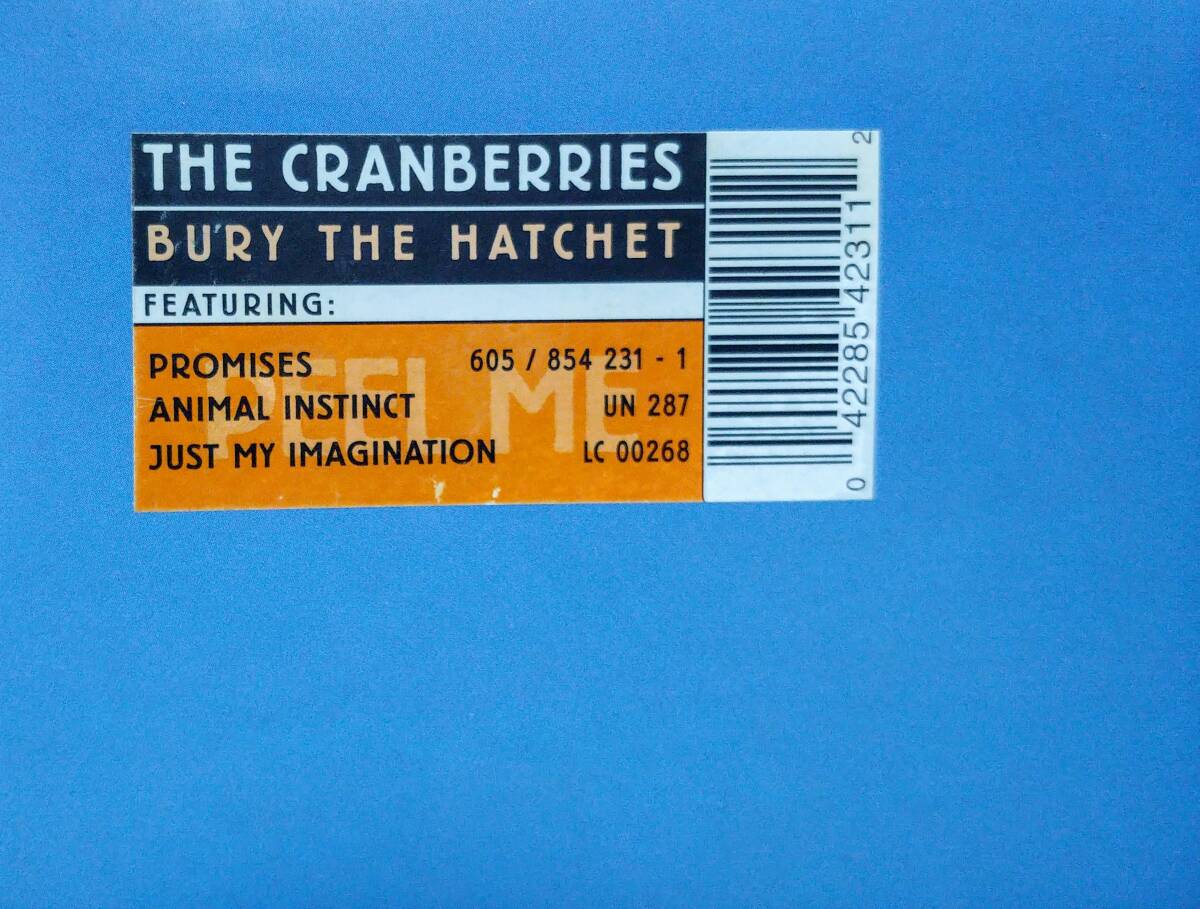 THE CRANBERRIES
BURY THE HATCHET
FEATURING:
PEEL ME
PROMISES 605 / 854 231 - 1
ANIMAL INSTINCT UN 287
JUST MY IMAGINATION LC 00268
0 42285 42311 2